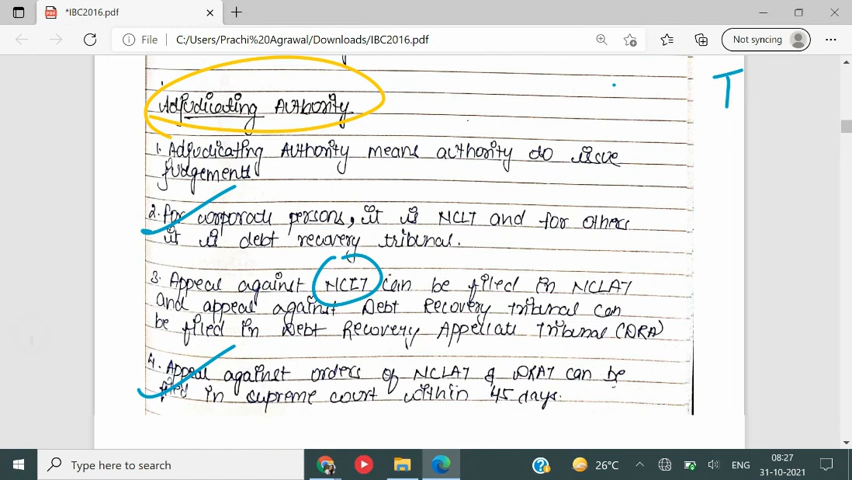 *IBC2016.pdf
File
C:/Users/Prachi%20Agrawal/Downloads/IBC2016.pdf
Not syncing
T
Adjudicating Authority
1. Adjudicating Authority means authority do issue
judgements
2. For corporate persons, it is NCLT and for others
it is debt recovery tribunal.
3. Appeal against NCLT can be filed in NCLAT
and appeal against Debt Recovery tribunal can
be filed in Debt Recovery Appellate Tribunal (DRA)
4. Appeal against orders of NCLAT & DRAT can be
filed in supreme court within 45 days.
Type here to search
26°C
ENG
08:27
31-10-2021